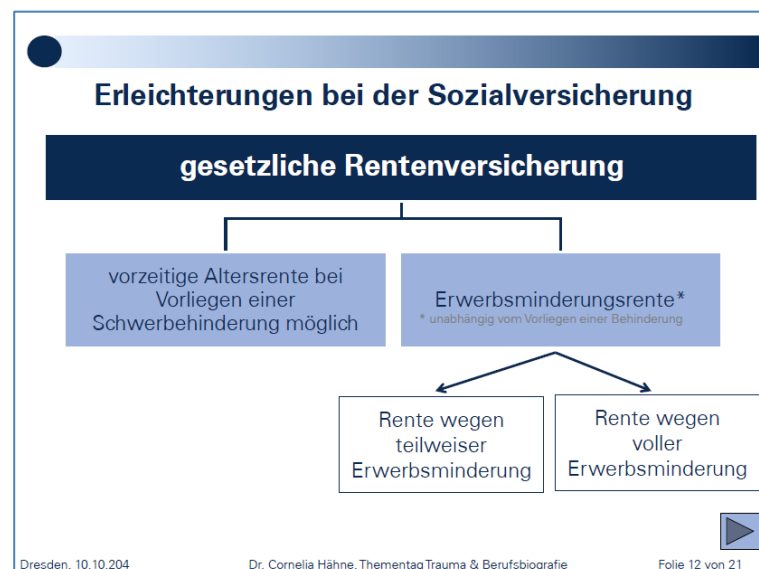 Erleichterungen bei der Sozialversicherung
gesetzliche Rentenversicherung
vorzeitige Altersrente bei
Vorliegen einer
Schwerbehinderung möglich
Erwerbsminderungsrente*
* unabhängig vom Vorliegen einer Behinderung
Rente wegen
teilweiser
Erwerbsminderung
Rente wegen
voller
Erwerbsminderung
Dresden, 10.10.204
Dr. Cornelia Hähne, Thementag Trauma & Berufsbiografie
Folie 12 von 21